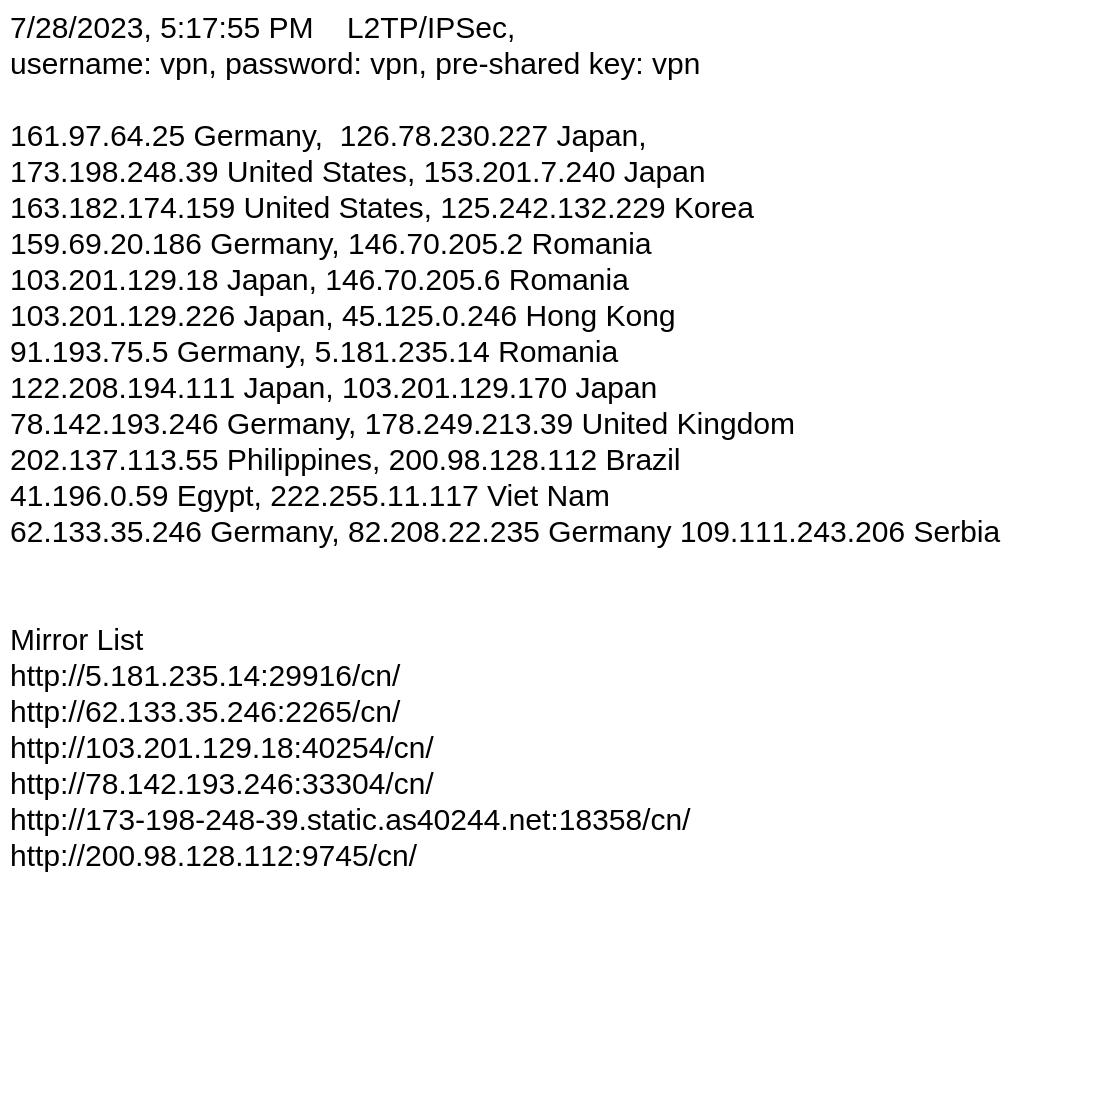 7/28/2023, 5:17:55 PM    L2TP/IPSec,
username: vpn, password: vpn, pre-shared key: vpn
161.97.64.25 Germany,  126.78.230.227 Japan,
173.198.248.39 United States, 153.201.7.240 Japan
163.182.174.159 United States, 125.242.132.229 Korea
159.69.20.186 Germany, 146.70.205.2 Romania
103.201.129.18 Japan, 146.70.205.6 Romania
103.201.129.226 Japan, 45.125.0.246 Hong Kong
91.193.75.5 Germany, 5.181.235.14 Romania
122.208.194.111 Japan, 103.201.129.170 Japan
78.142.193.246 Germany, 178.249.213.39 United Kingdom
202.137.113.55 Philippines, 200.98.128.112 Brazil
41.196.0.59 Egypt, 222.255.11.117 Viet Nam
62.133.35.246 Germany, 82.208.22.235 Germany 109.111.243.206 Serbia
Mirror List
http://5.181.235.14:29916/cn/
http://62.133.35.246:2265/cn/
http://103.201.129.18:40254/cn/
http://78.142.193.246:33304/cn/
http://173-198-248-39.static.as40244.net:18358/cn/
http://200.98.128.112:9745/cn/